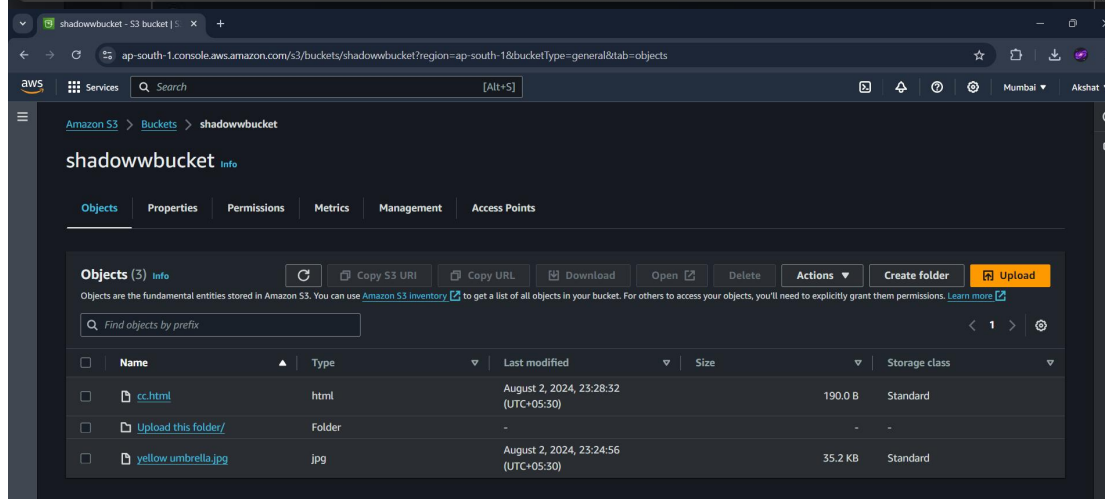 shadowwbucket - S3 bucket | S
ap-south-1.console.aws.amazon.com/s3/buckets/shadowwbucket?region=ap-south-1&bucketType=general&tab=objects
aws Services Search [Alt+S] Mumbai Akshat
Amazon S3 > Buckets > shadowwbucket
shadowwbucket Info
Objects Properties Permissions Metrics Management Access Points
Objects (3) Info Copy S3 URI Copy URL Download Open Delete Actions Create folder Upload
Objects are the fundamental entities stored in Amazon S3. You can use Amazon S3 inventory to get a list of all objects in your bucket. For others to access your objects, you'll need to explicitly grant them permissions. Learn more
Find objects by prefix < 1 >
Name Type Last modified Size Storage class
cc.html html August 2, 2024, 23:28:32 190.0 B Standard
(UTC+05:30)
Upload this folder/ Folder - - -
yellow umbrella.jpg jpg August 2, 2024, 23:24:56 35.2 KB Standard
(UTC+05:30)